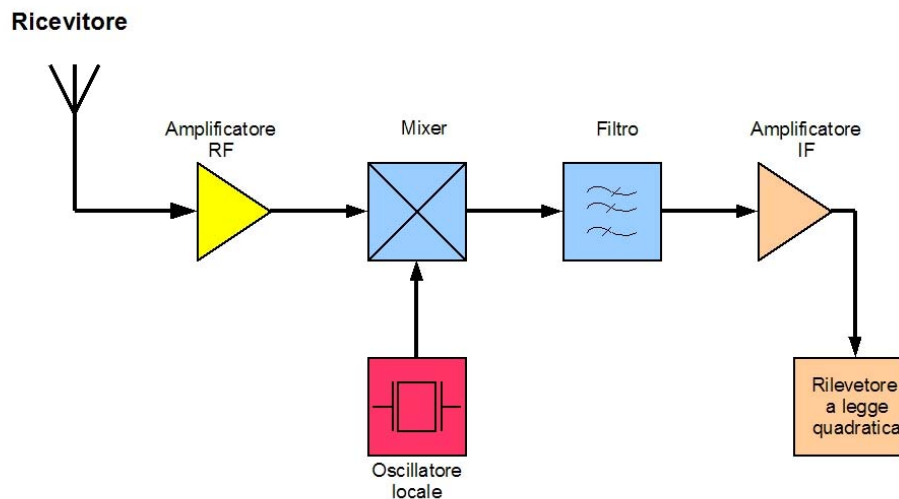 Ricevitore
Amplificatore
RF
Mixer
Filtro
Amplificatore
IF
Oscillatore
locale
Rilevetore
a legge
quadratica